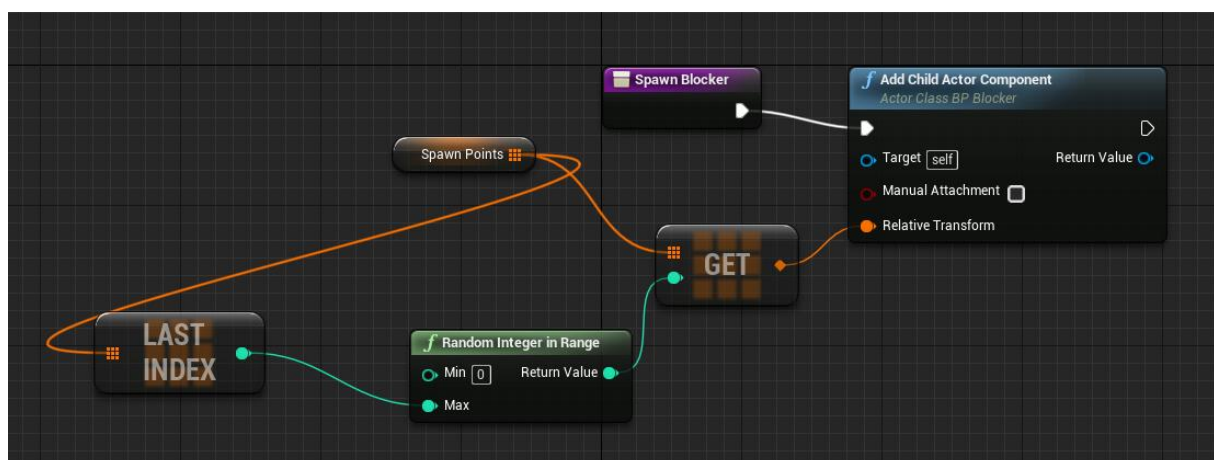 Spawn Blocker
f Add Child Actor Component
Actor Class BP Blocker
Spawn Points
Target self
Return Value
Manual Attachment
Relative Transform
GET
LAST
INDEX
f Random Integer in Range
Min 0
Return Value
Max